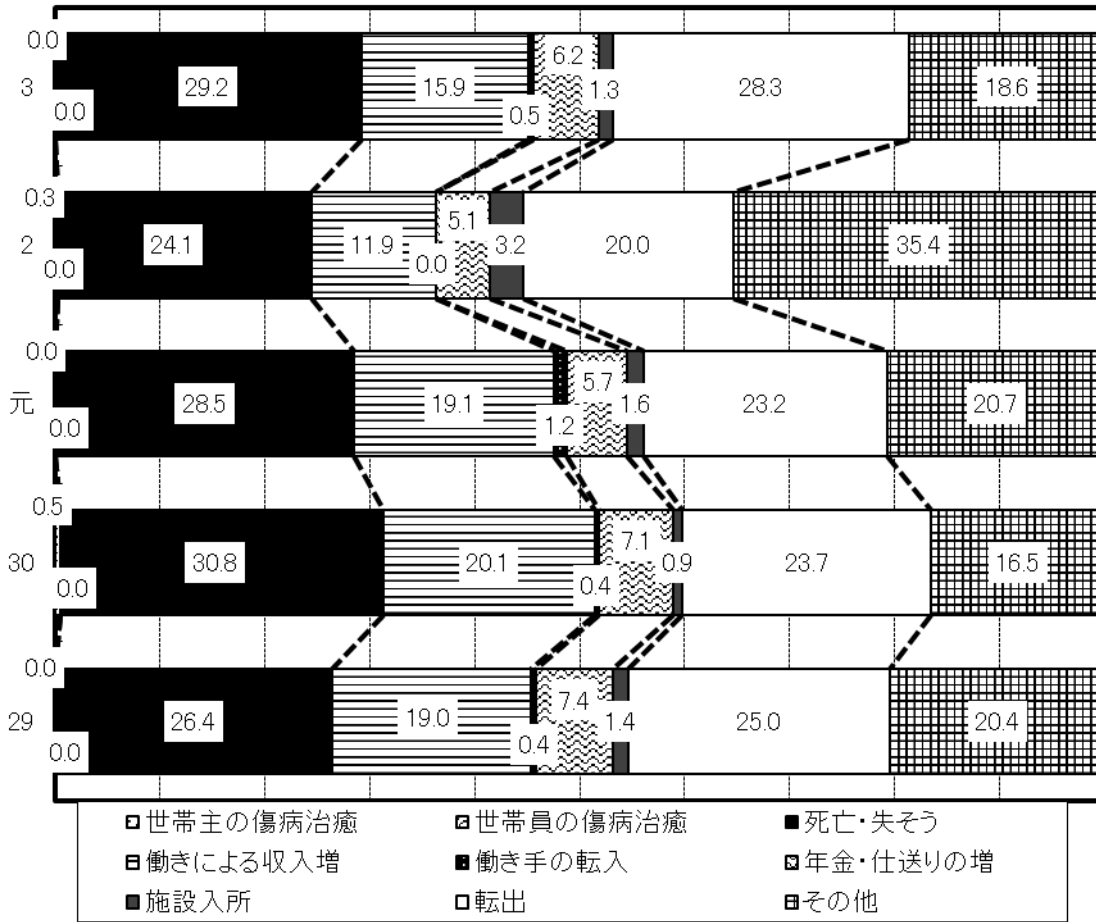 0.0
6.2
3 29.2 15.9 1.3 28.3 18.6
0.0 0.5
0.3
5.1
2 24.1 11.9 3.2 20.0 35.4
0.0 0.0
0.0
5.7
元 28.5 19.1 1.6 23.2 20.7
0.0 1.2
0.5
7.1
30 30.8 20.1 0.9 23.7 16.5
0.0 0.4
0.0
7.4
29 26.4 19.0 1.4 25.0 20.4
0.0 0.4
世帯主の傷病治癒 世帯員の傷病治癒 死亡・失そう
働きによる収入増 働き手の転入 年金・仕送りの増
施設入所 転出 その他